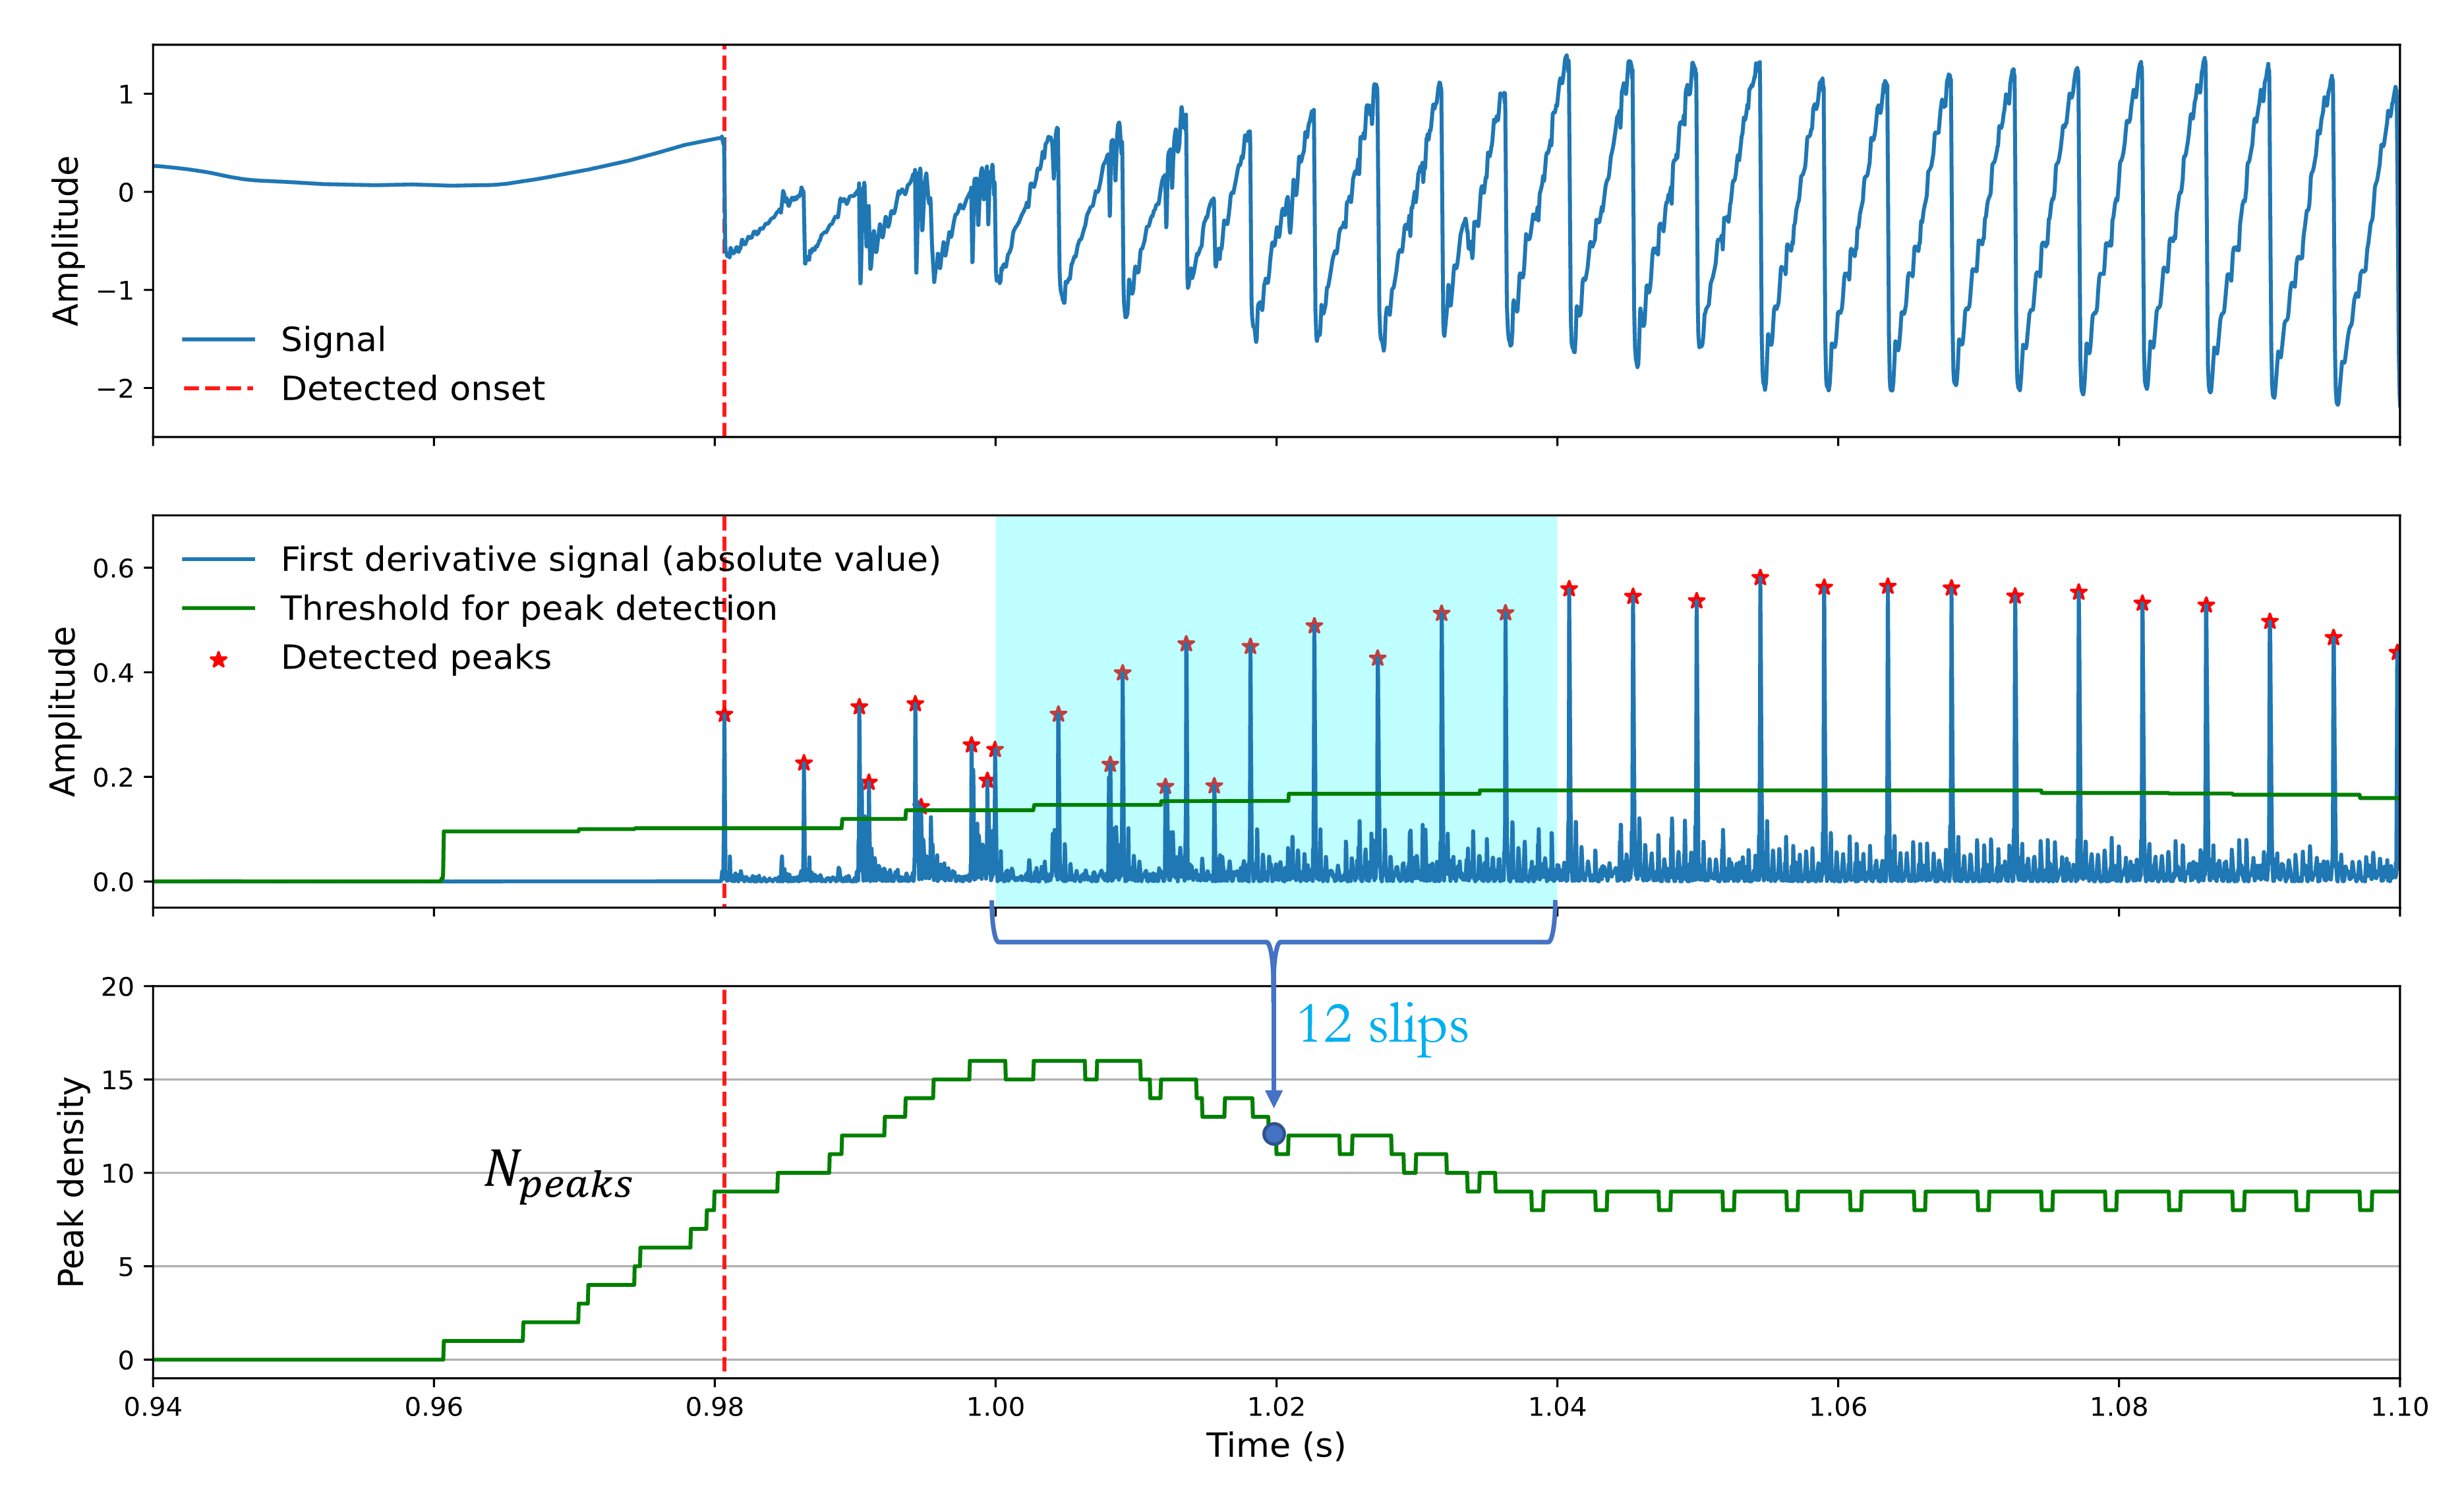 Amplitude
1
0
−1
−2
Signal
Detected onset
Amplitude
0.6
0.4
0.2
0.0
First derivative signal (absolute value)
Threshold for peak detection
Detected peaks
12 slips
Peak density
20
15
10
5
0
N_peaks
0.94 0.96 0.98 1.00 1.02 1.04 1.06 1.08 1.10
Time (s)